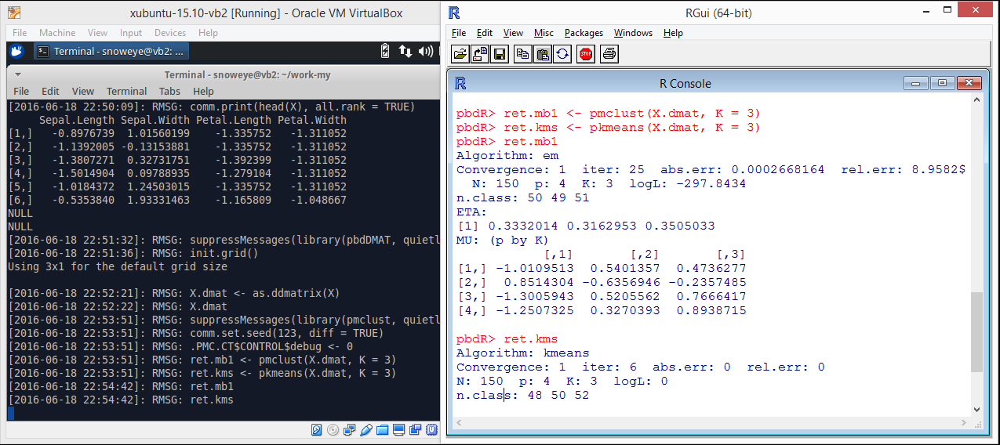 xubuntu-15.10-vb2 [Running] - Oracle VM VirtualBox
File Machine View Input Devices Help
Terminal - snoweye@vb2: ...
Terminal - snoweye@vb2: ~/work-my
File Edit View Terminal Tabs Help
[2016-06-18 22:50:09]: RMSG: comm.print(head(X), all.rank = TRUE)
Sepal.Length Sepal.Width Petal.Length Petal.Width
[1,] -0.8976739 1.01560199 -1.335752 -1.311052
[2,] -1.1392005 -0.13153881 -1.335752 -1.311052
[3,] -1.3807271 0.32731751 -1.392399 -1.311052
[4,] -1.5014904 0.09788935 -1.279104 -1.311052
[5,] -1.0184372 1.24503015 -1.335752 -1.311052
[6,] -0.5353840 1.93331463 -1.165809 -1.048667
NULL
NULL
[2016-06-18 22:51:32]: RMSG: suppressMessages(library(pbdDMAT, quietl
[2016-06-18 22:51:36]: RMSG: init.grid()
Using 3x1 for the default grid size
[2016-06-18 22:52:21]: RMSG: X.dmat <- as.ddmatrix(X)
[2016-06-18 22:52:22]: RMSG: X.dmat
[2016-06-18 22:53:51]: RMSG: suppressMessages(library(pmclust, quietl
[2016-06-18 22:53:51]: RMSG: comm.set.seed(123, diff = TRUE)
[2016-06-18 22:53:51]: RMSG: .PMC.CT$CONTROL$debug <- 0
[2016-06-18 22:53:51]: RMSG: ret.mb1 <- pmclust(X.dmat, K = 3)
[2016-06-18 22:53:51]: RMSG: ret.kms <- pkmeans(X.dmat, K = 3)
[2016-06-18 22:54:42]: RMSG: ret.mb1
[2016-06-18 22:54:42]: RMSG: ret.kms
RGui (64-bit)
File Edit View Misc Packages Windows Help
STOP
R Console
pbdR> ret.mb1 <- pmclust(X.dmat, K = 3)
pbdR> ret.kms <- pkmeans(X.dmat, K = 3)
pbdR> ret.mb1
Algorithm: em
Convergence: 1 iter: 25 abs.err: 0.0002668164 rel.err: 8.9582$
N: 150 p: 4 K: 3 logL: -297.8434
n.class: 50 49 51
ETA:
[1] 0.3332014 0.3162953 0.3505033
MU: (p by K)
[,1] [,2] [,3]
[1,] -1.0109513 0.5401357 0.4736277
[2,] 0.8514304 -0.6356946 -0.2357485
[3,] -1.3005943 0.5205562 0.7666417
[4,] -1.2507325 0.3270393 0.8938715
pbdR> ret.kms
Algorithm: kmeans
Convergence: 1 iter: 6 abs.err: 0 rel.err: 0
N: 150 p: 4 K: 3 logL: 0
n.class: 48 50 52